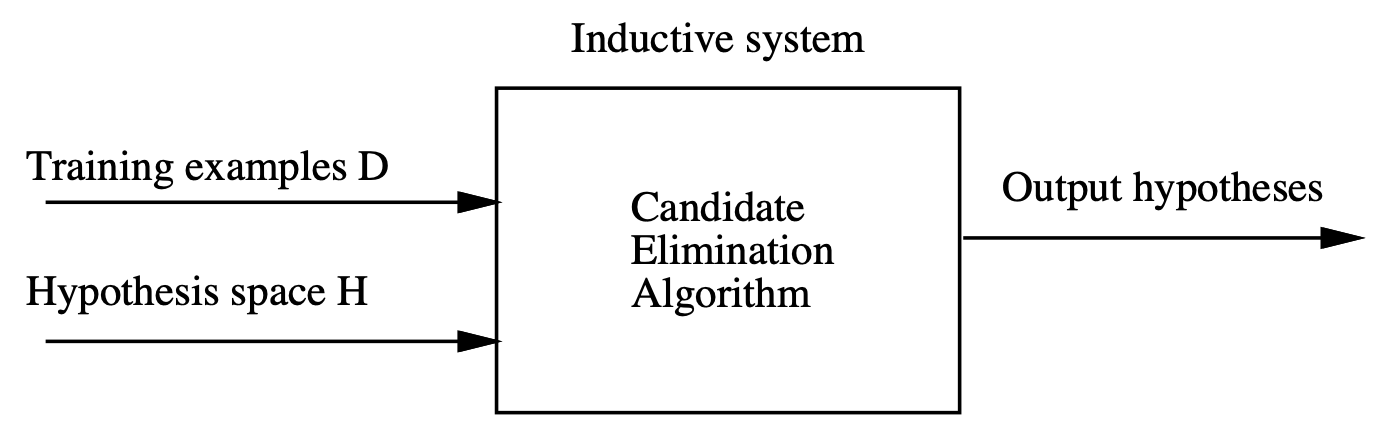 Inductive system
Training examples D
Hypothesis space H
Candidate
Elimination
Algorithm
Output hypotheses